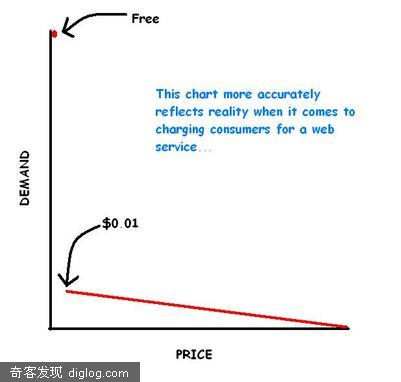 Free
This chart more accurately
reflects reality when it comes to
charging consumers for a web
service...
DEMAND
$0.01
PRICE
奇客发现 diglog.com